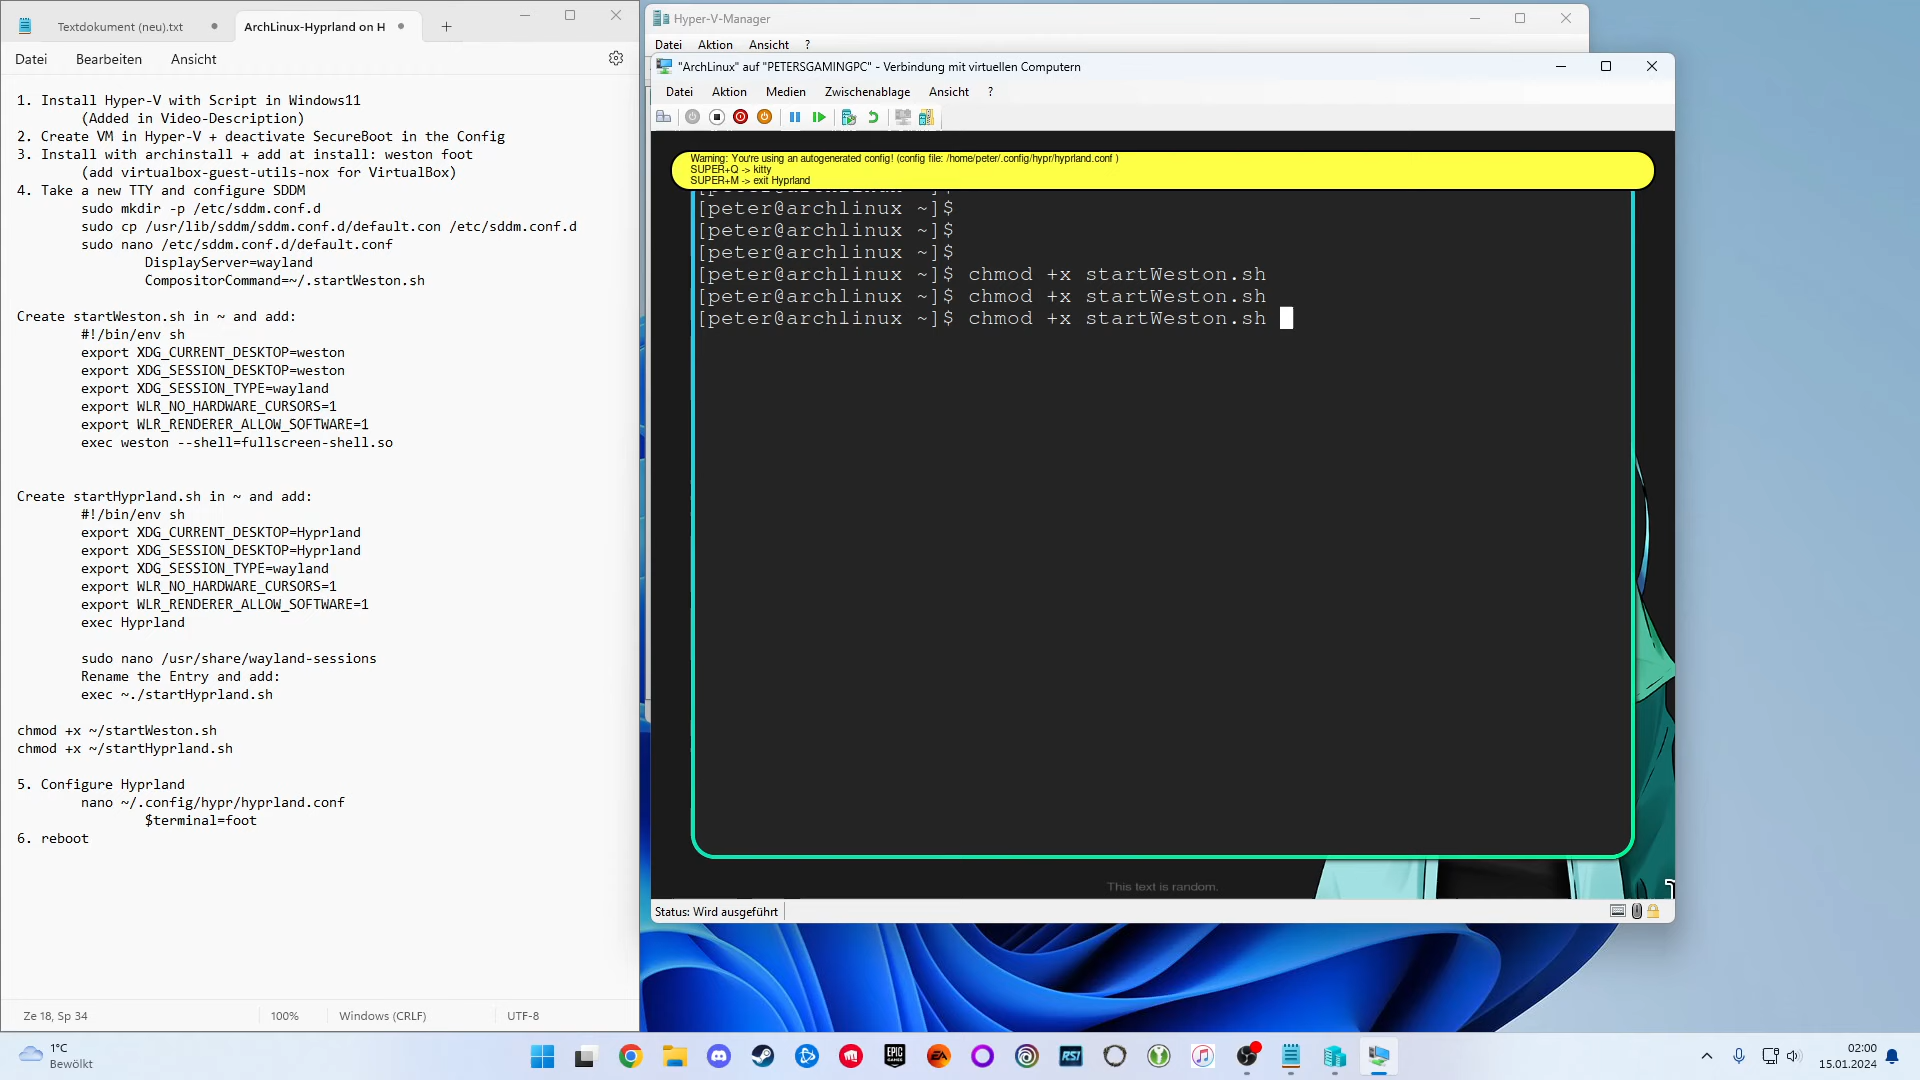 Textdokument (neu).txt
ArchLinux-Hyprland on H
Datei Bearbeiten Ansicht
1. Install Hyper-V with Script in Windows11
(Added in Video-Description)
2. Create VM in Hyper-V + deactivate SecureBoot in the Config
3. Install with archinstall + add at install: weston foot
(add virtualbox-guest-utils-nox for VirtualBox)
4. Take a new TTY and configure SDDM
sudo mkdir -p /etc/sddm.conf.d
sudo cp /usr/lib/sddm/sddm.conf.d/default.con /etc/sddm.conf.d
sudo nano /etc/sddm.conf.d/default.conf
DisplayServer=wayland
CompositorCommand=~/.startWeston.sh
Create startWeston.sh in ~ and add:
#!/bin/env sh
export XDG_CURRENT_DESKTOP=weston
export XDG_SESSION_DESKTOP=weston
export XDG_SESSION_TYPE=wayland
export WLR_NO_HARDWARE_CURSORS=1
export WLR_RENDERER_ALLOW_SOFTWARE=1
exec weston --shell=fullscreen-shell.so
Create startHyprland.sh in ~ and add:
#!/bin/env sh
export XDG_CURRENT_DESKTOP=Hyprland
export XDG_SESSION_DESKTOP=Hyprland
export XDG_SESSION_TYPE=wayland
export WLR_NO_HARDWARE_CURSORS=1
export WLR_RENDERER_ALLOW_SOFTWARE=1
exec Hyprland
sudo nano /usr/share/wayland-sessions
Rename the Entry and add:
exec ~./startHyprland.sh
chmod +x ~/startWeston.sh
chmod +x ~/startHyprland.sh
5. Configure Hyprland
nano ~/.config/hypr/hyprland.conf
$terminal=foot
6. reboot
Ze 18, Sp 34 100% Windows (CRLF) UTF-8
Hyper-V-Manager
Datei Aktion Ansicht ?
"ArchLinux" auf "PETERSGAMINGPC" - Verbindung mit virtuellen Computern
Datei Aktion Medien Zwischenablage Ansicht ?
Warning: You're using an autogenerated config! (config file: /home/peter/.config/hypr/hyprland.conf )
SUPER+Q -> kitty
SUPER+M -> exit Hyprland
[peter@archlinux ~]$
[peter@archlinux ~]$
[peter@archlinux ~]$
[peter@archlinux ~]$ chmod +x startWeston.sh
[peter@archlinux ~]$ chmod +x startWeston.sh
[peter@archlinux ~]$ chmod +x startWeston.sh
This text is random.
Status: Wird ausgeführt
1°C
Bewölkt
EPIC GAMES
EA
RSI
02:00
15.01.2024